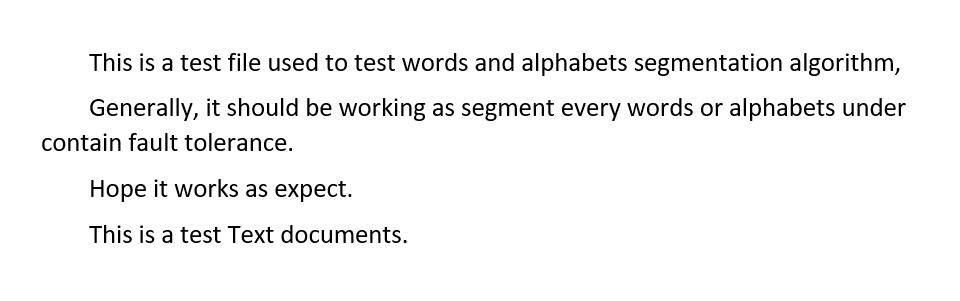 This is a test file used to test words and alphabets segmentation algorithm,
Generally, it should be working as segment every words or alphabets under
contain fault tolerance.
Hope it works as expect.
This is a test Text documents.